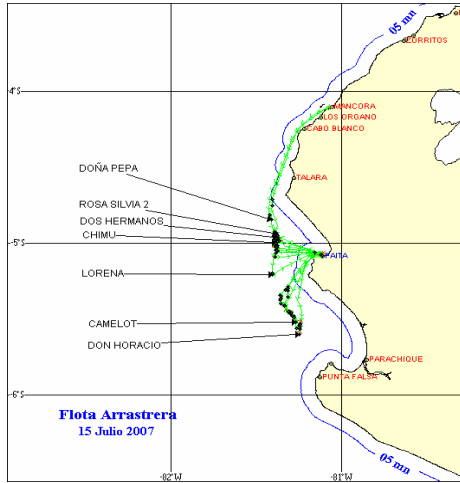 05 mn
ZORRITOS
4°S
MANCORA
LOS ORGANO
CABO BLANCO
DOÑA PEPA
TALARA
ROSA SILVIA 2
DOS HERMANOS
CHIMU
5°S
PAITA
LORENA
CAMELOT
DON HORACIO
PARACHIQUE
PUNTA FALSA
6°S
Flota Arrastrera
15 Julio 2007
05 mn
82°W
81°W